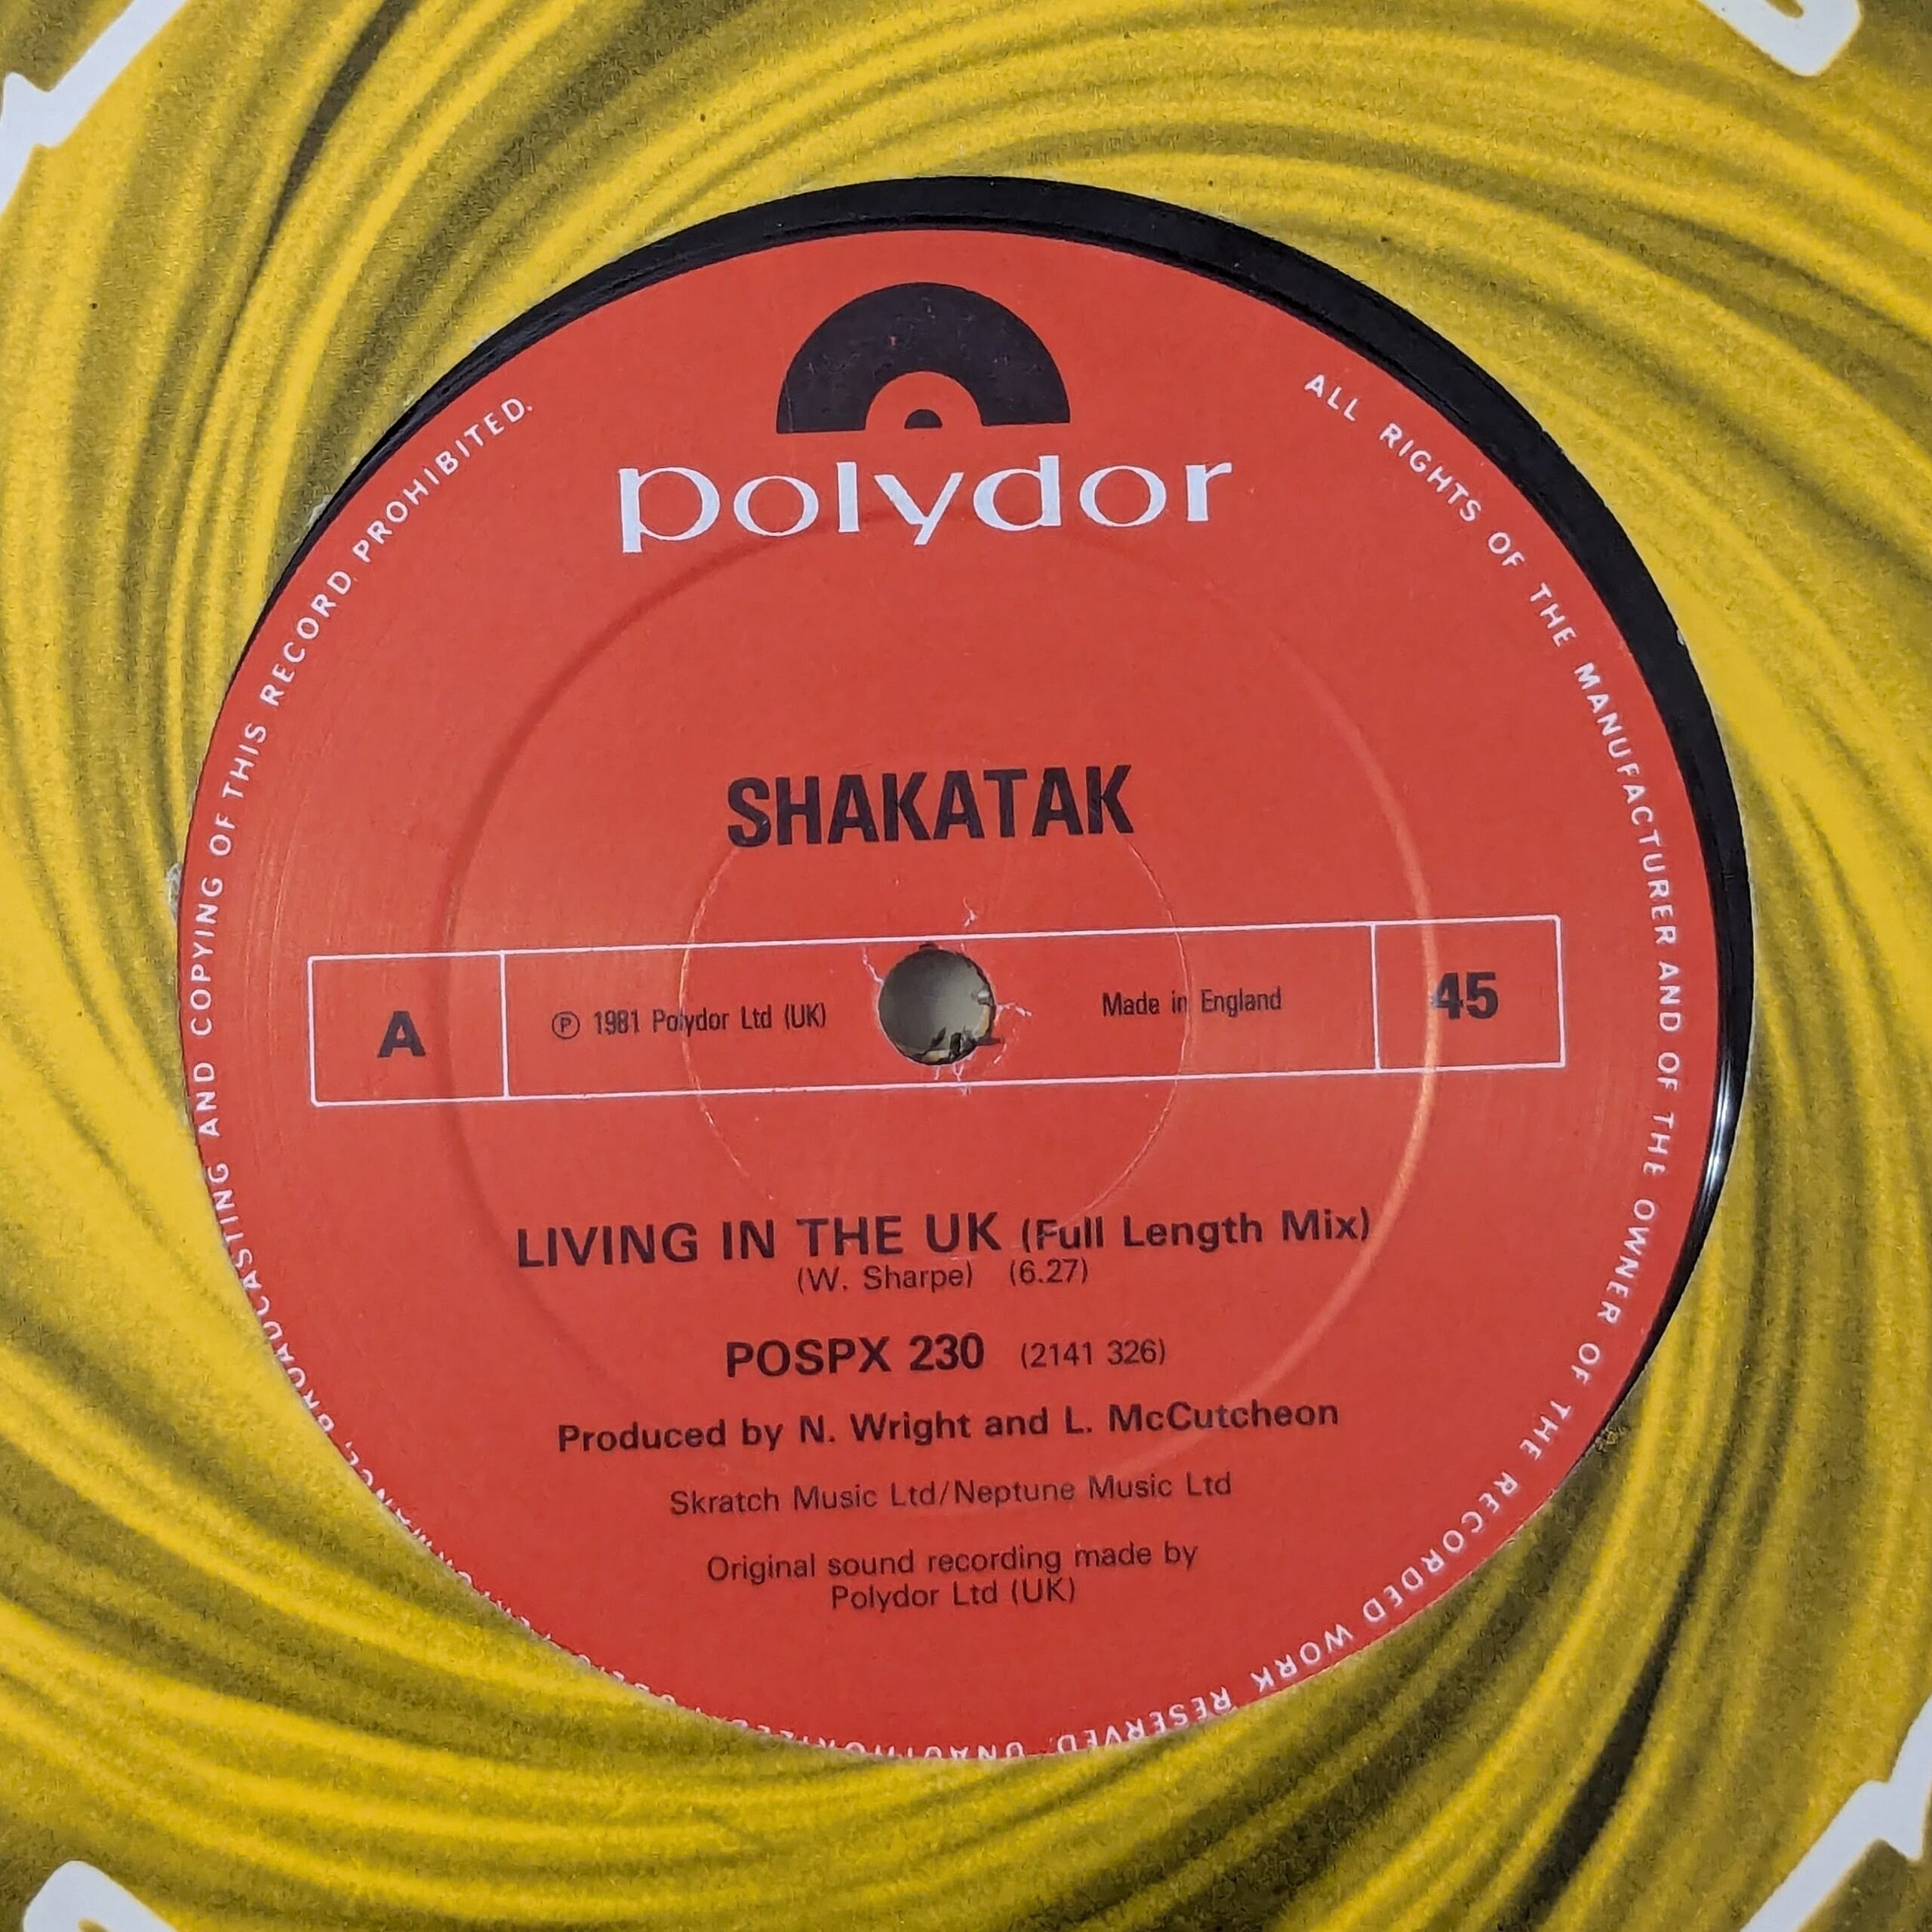 polydor
SHAKATAK
A
℗ 1981 Polydor Ltd (UK)
Made in England
45
LIVING IN THE UK (Full Length Mix)
(W. Sharpe) (6.27)
POSPX 230 (2141 326)
Produced by N. Wright and L. McCutcheon
Skratch Music Ltd/Neptune Music Ltd
Original sound recording made by
Polydor Ltd (UK)
ALL RIGHTS OF THE MANUFACTURER AND OF THE OWNER OF THE RECORDED WORK RESERVED. BROADCASTING AND COPYING OF THIS RECORD PROHIBITED.